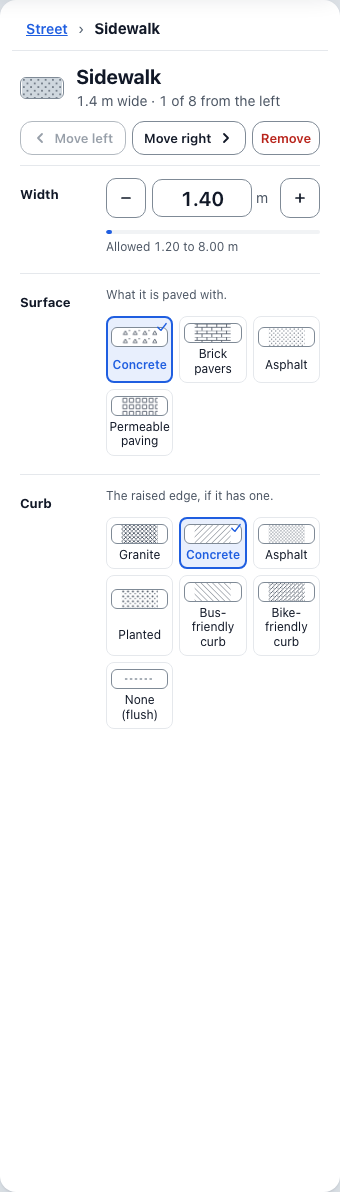 Street › Sidewalk
Sidewalk
1.4 m wide · 1 of 8 from the left
Move left
Move right
Remove
Width
− 1.40 m +
Allowed 1.20 to 8.00 m
Surface
What it is paved with.
Concrete
Brick
pavers
Asphalt
Permeable
paving
Curb
The raised edge, if it has one.
Granite
Concrete
Asphalt
Planted
Bus-
friendly
curb
Bike-
friendly
curb
None
(flush)